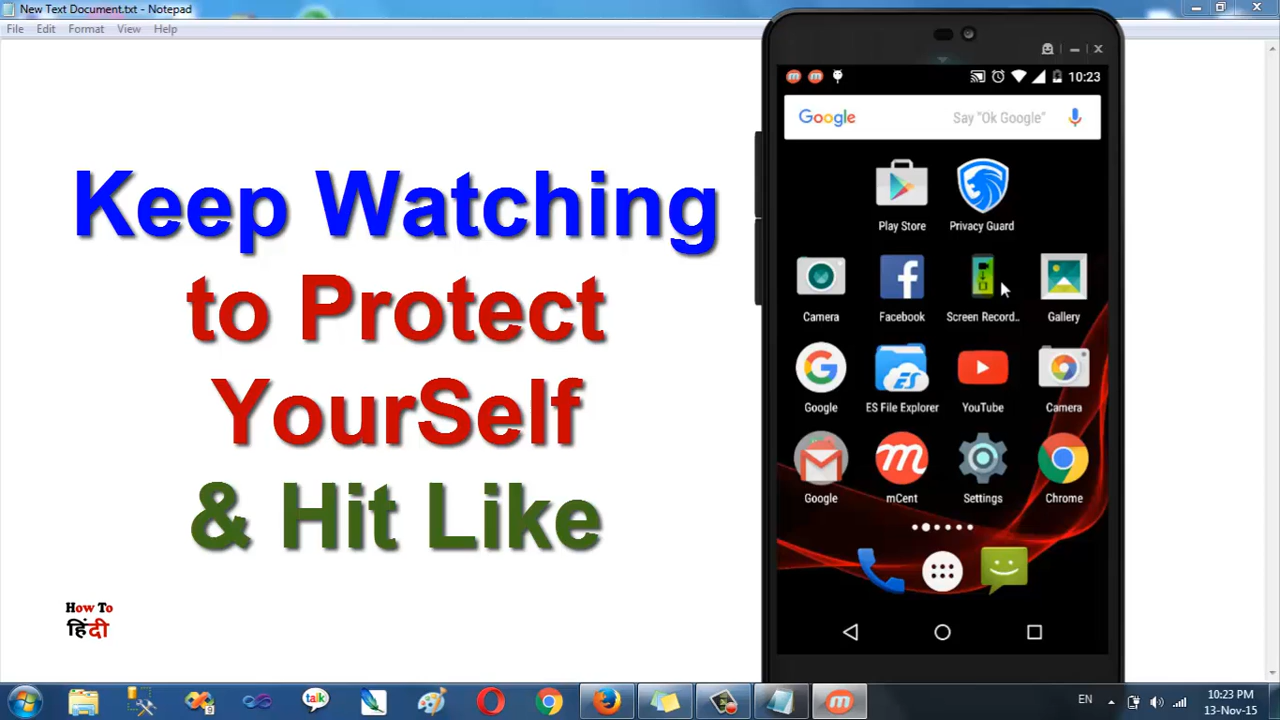 New Text Document.txt - Notepad
File Edit Format View Help
Keep Watching
to Protect
YourSelf
& Hit Like
How To
हिंदी
10:23
Google Say "Ok Google"
Play Store Privacy Guard
Camera Facebook Screen Record.. Gallery
Google ES File Explorer YouTube Camera
Google mCent Settings Chrome
talk
9
EN
10:23 PM
13-Nov-15